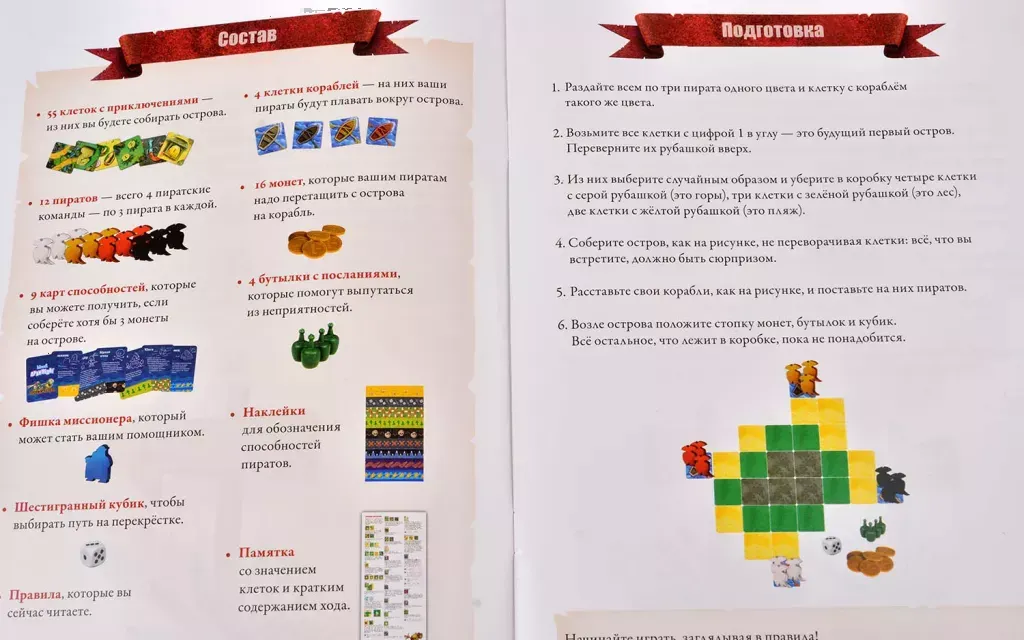 Состав
• 55 клеток с приключениями —
из них вы будете собирать острова.
• 12 пиратов — всего 4 пиратские
команды — по 3 пирата в каждой.
• 9 карт способностей, которые
вы можете получить, если
соберёте хотя бы 3 монеты
на острове.
• Фишка миссионера, который
может стать вашим помощником.
• Шестигранный кубик, чтобы
выбирать путь на перекрёстке.
Правила, которые вы
сейчас читаете.
• 4 клетки кораблей — на них ваши
пираты будут плавать вокруг острова.
• 16 монет, которые вашим пиратам
надо перетащить с острова
на корабль.
• 4 бутылки с посланиями,
которые помогут выпутаться
из неприятностей.
• Наклейки
для обозначения
способностей
пиратов.
• Памятка
со значением
клеток и кратким
содержанием хода.
Подготовка
1. Раздайте всем по три пирата одного цвета и клетку с кораблём
такого же цвета.
2. Возьмите все клетки с цифрой 1 в углу — это будущий первый остров.
Переверните их рубашкой вверх.
3. Из них выберите случайным образом и уберите в коробку четыре клетки
с серой рубашкой (это горы), три клетки с зелёной рубашкой (это лес),
две клетки с жёлтой рубашкой (это пляж).
4. Соберите остров, как на рисунке, не переворачивая клетки: всё, что вы
встретите, должно быть сюрпризом.
5. Расставьте свои корабли, как на рисунке, и поставьте на них пиратов.
6. Возле острова положите стопку монет, бутылок и кубик.
Всё остальное, что лежит в коробке, пока не понадобится.
Начинайте играть, заглядывая в правила!